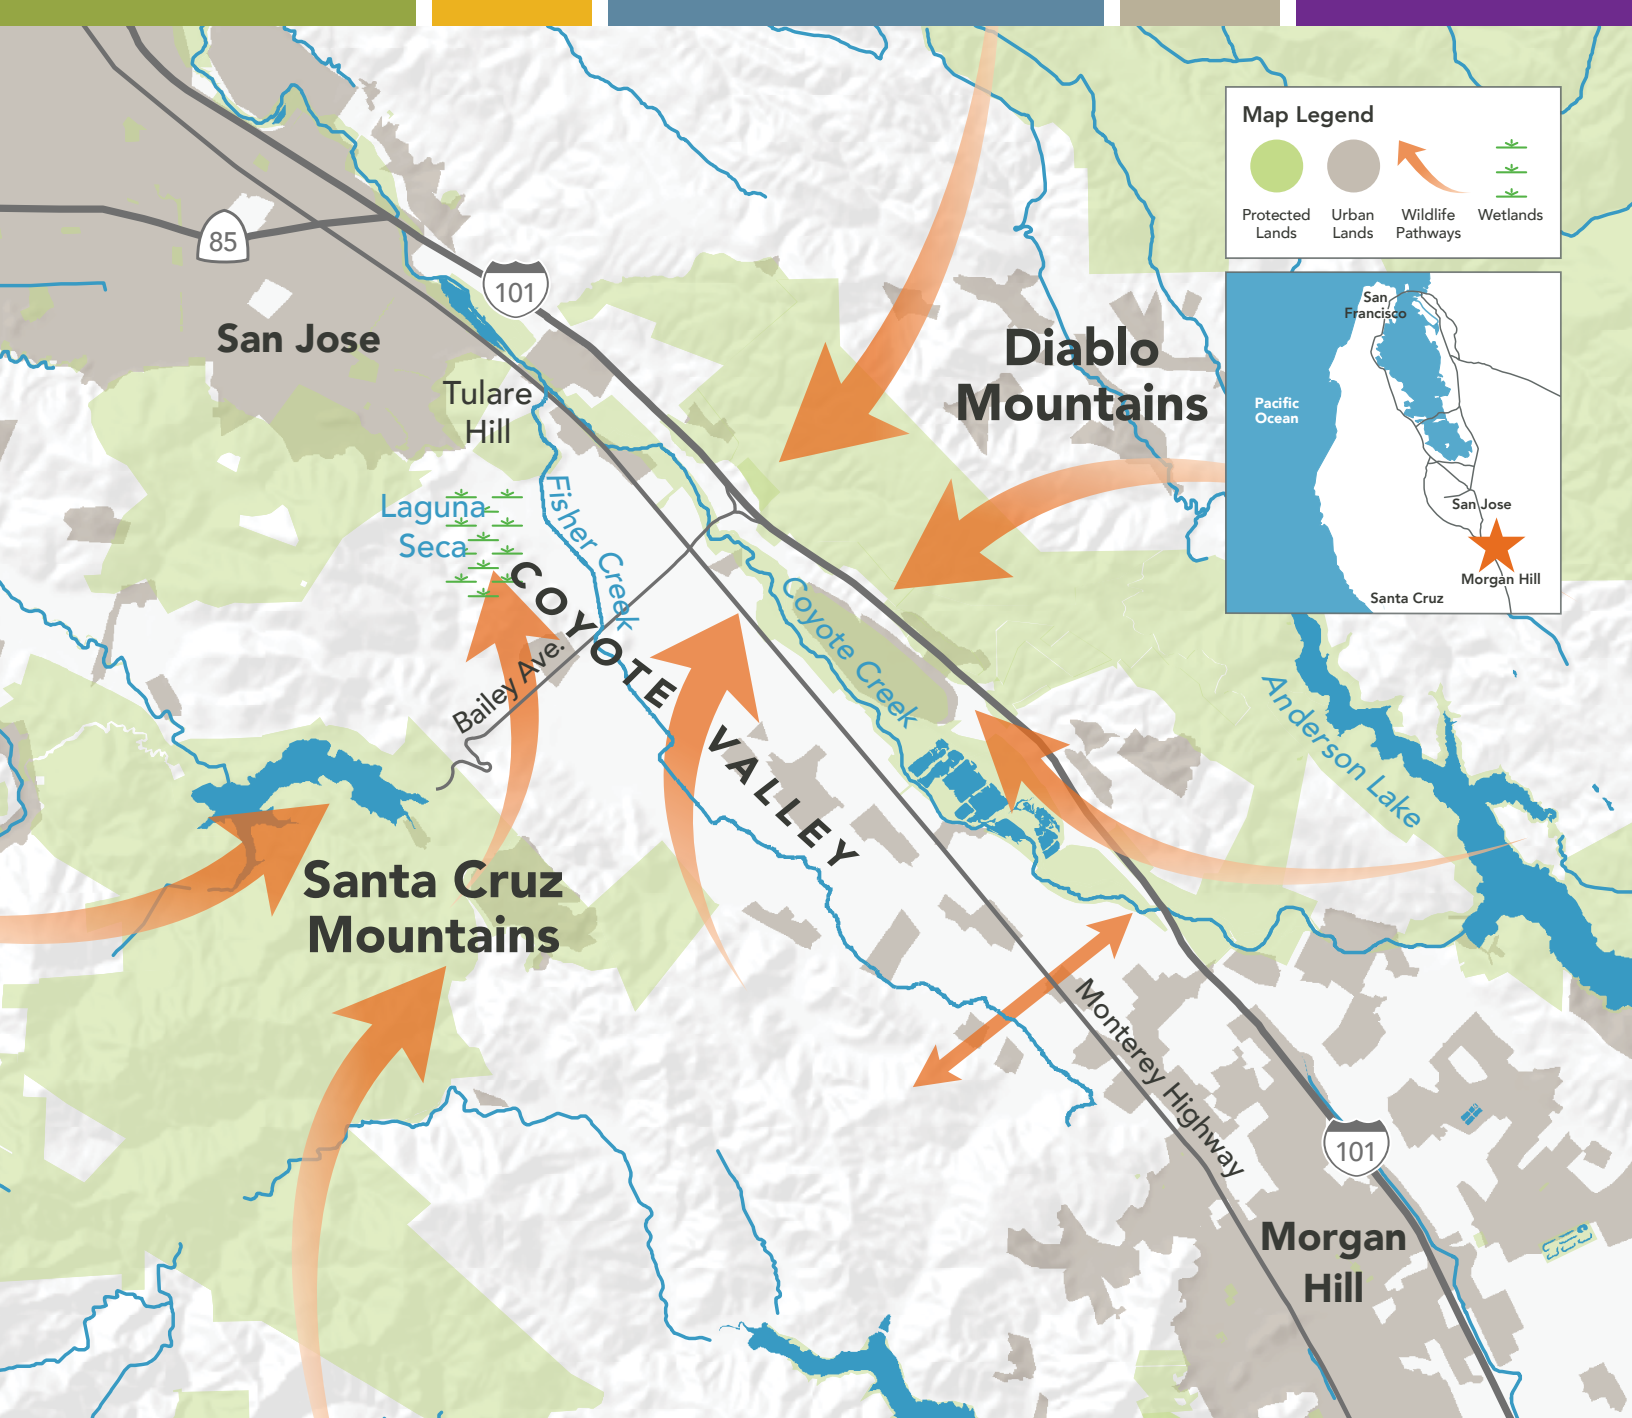 Map Legend
Protected
Lands
Urban
Lands
Wildlife
Pathways
Wetlands
San
Francisco
Pacific
Ocean
San Jose
Morgan Hill
Santa Cruz
85
101
San Jose
Tulare
Hill
Diablo
Mountains
Laguna
Seca
Fisher Creek
COYOTE VALLEY
Bailey Ave.
Coyote Creek
Anderson Lake
Santa Cruz
Mountains
Monterey Highway
101
Morgan
Hill